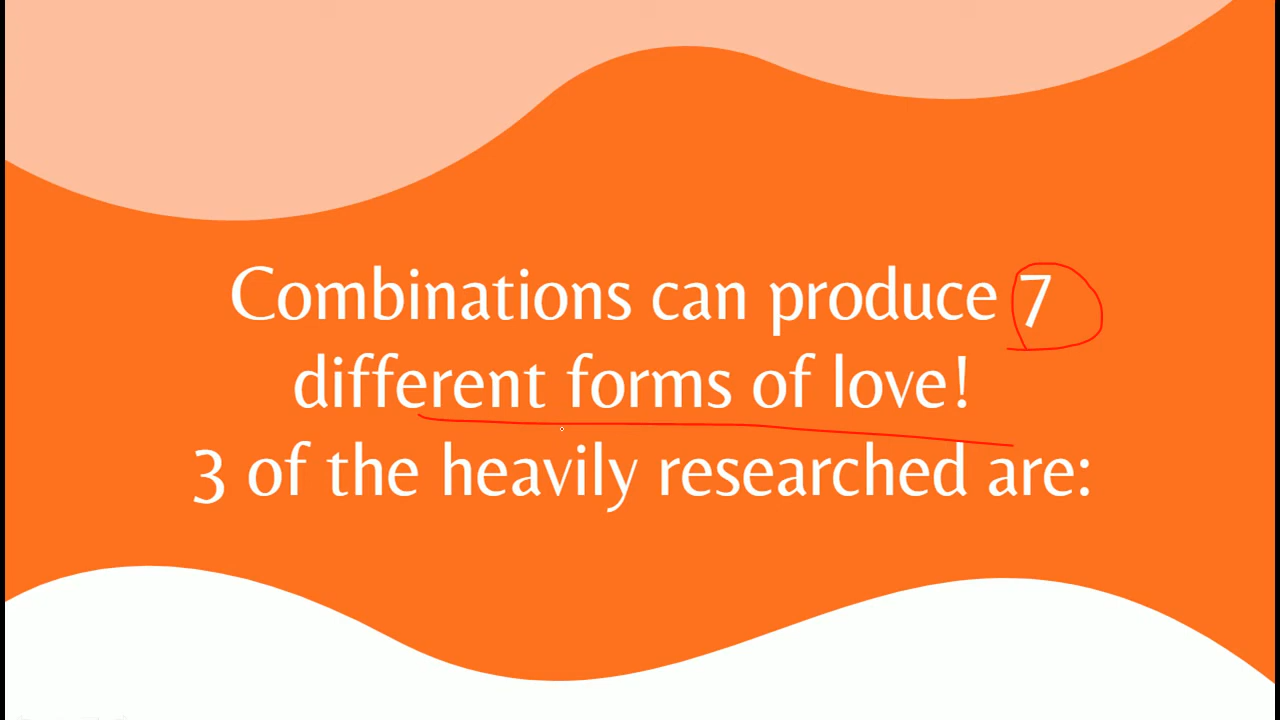 Combinations can produce 7
different forms of love!
3 of the heavily researched are: